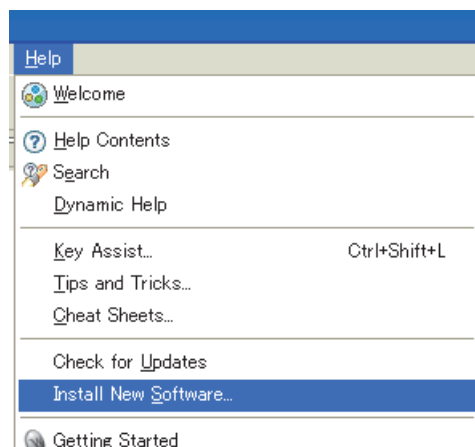 Help
Welcome
Help Contents
Search
Dynamic Help
Key Assist... Ctrl+Shift+L
Tips and Tricks...
Cheat Sheets...
Check for Updates
Install New Software...
Getting Started